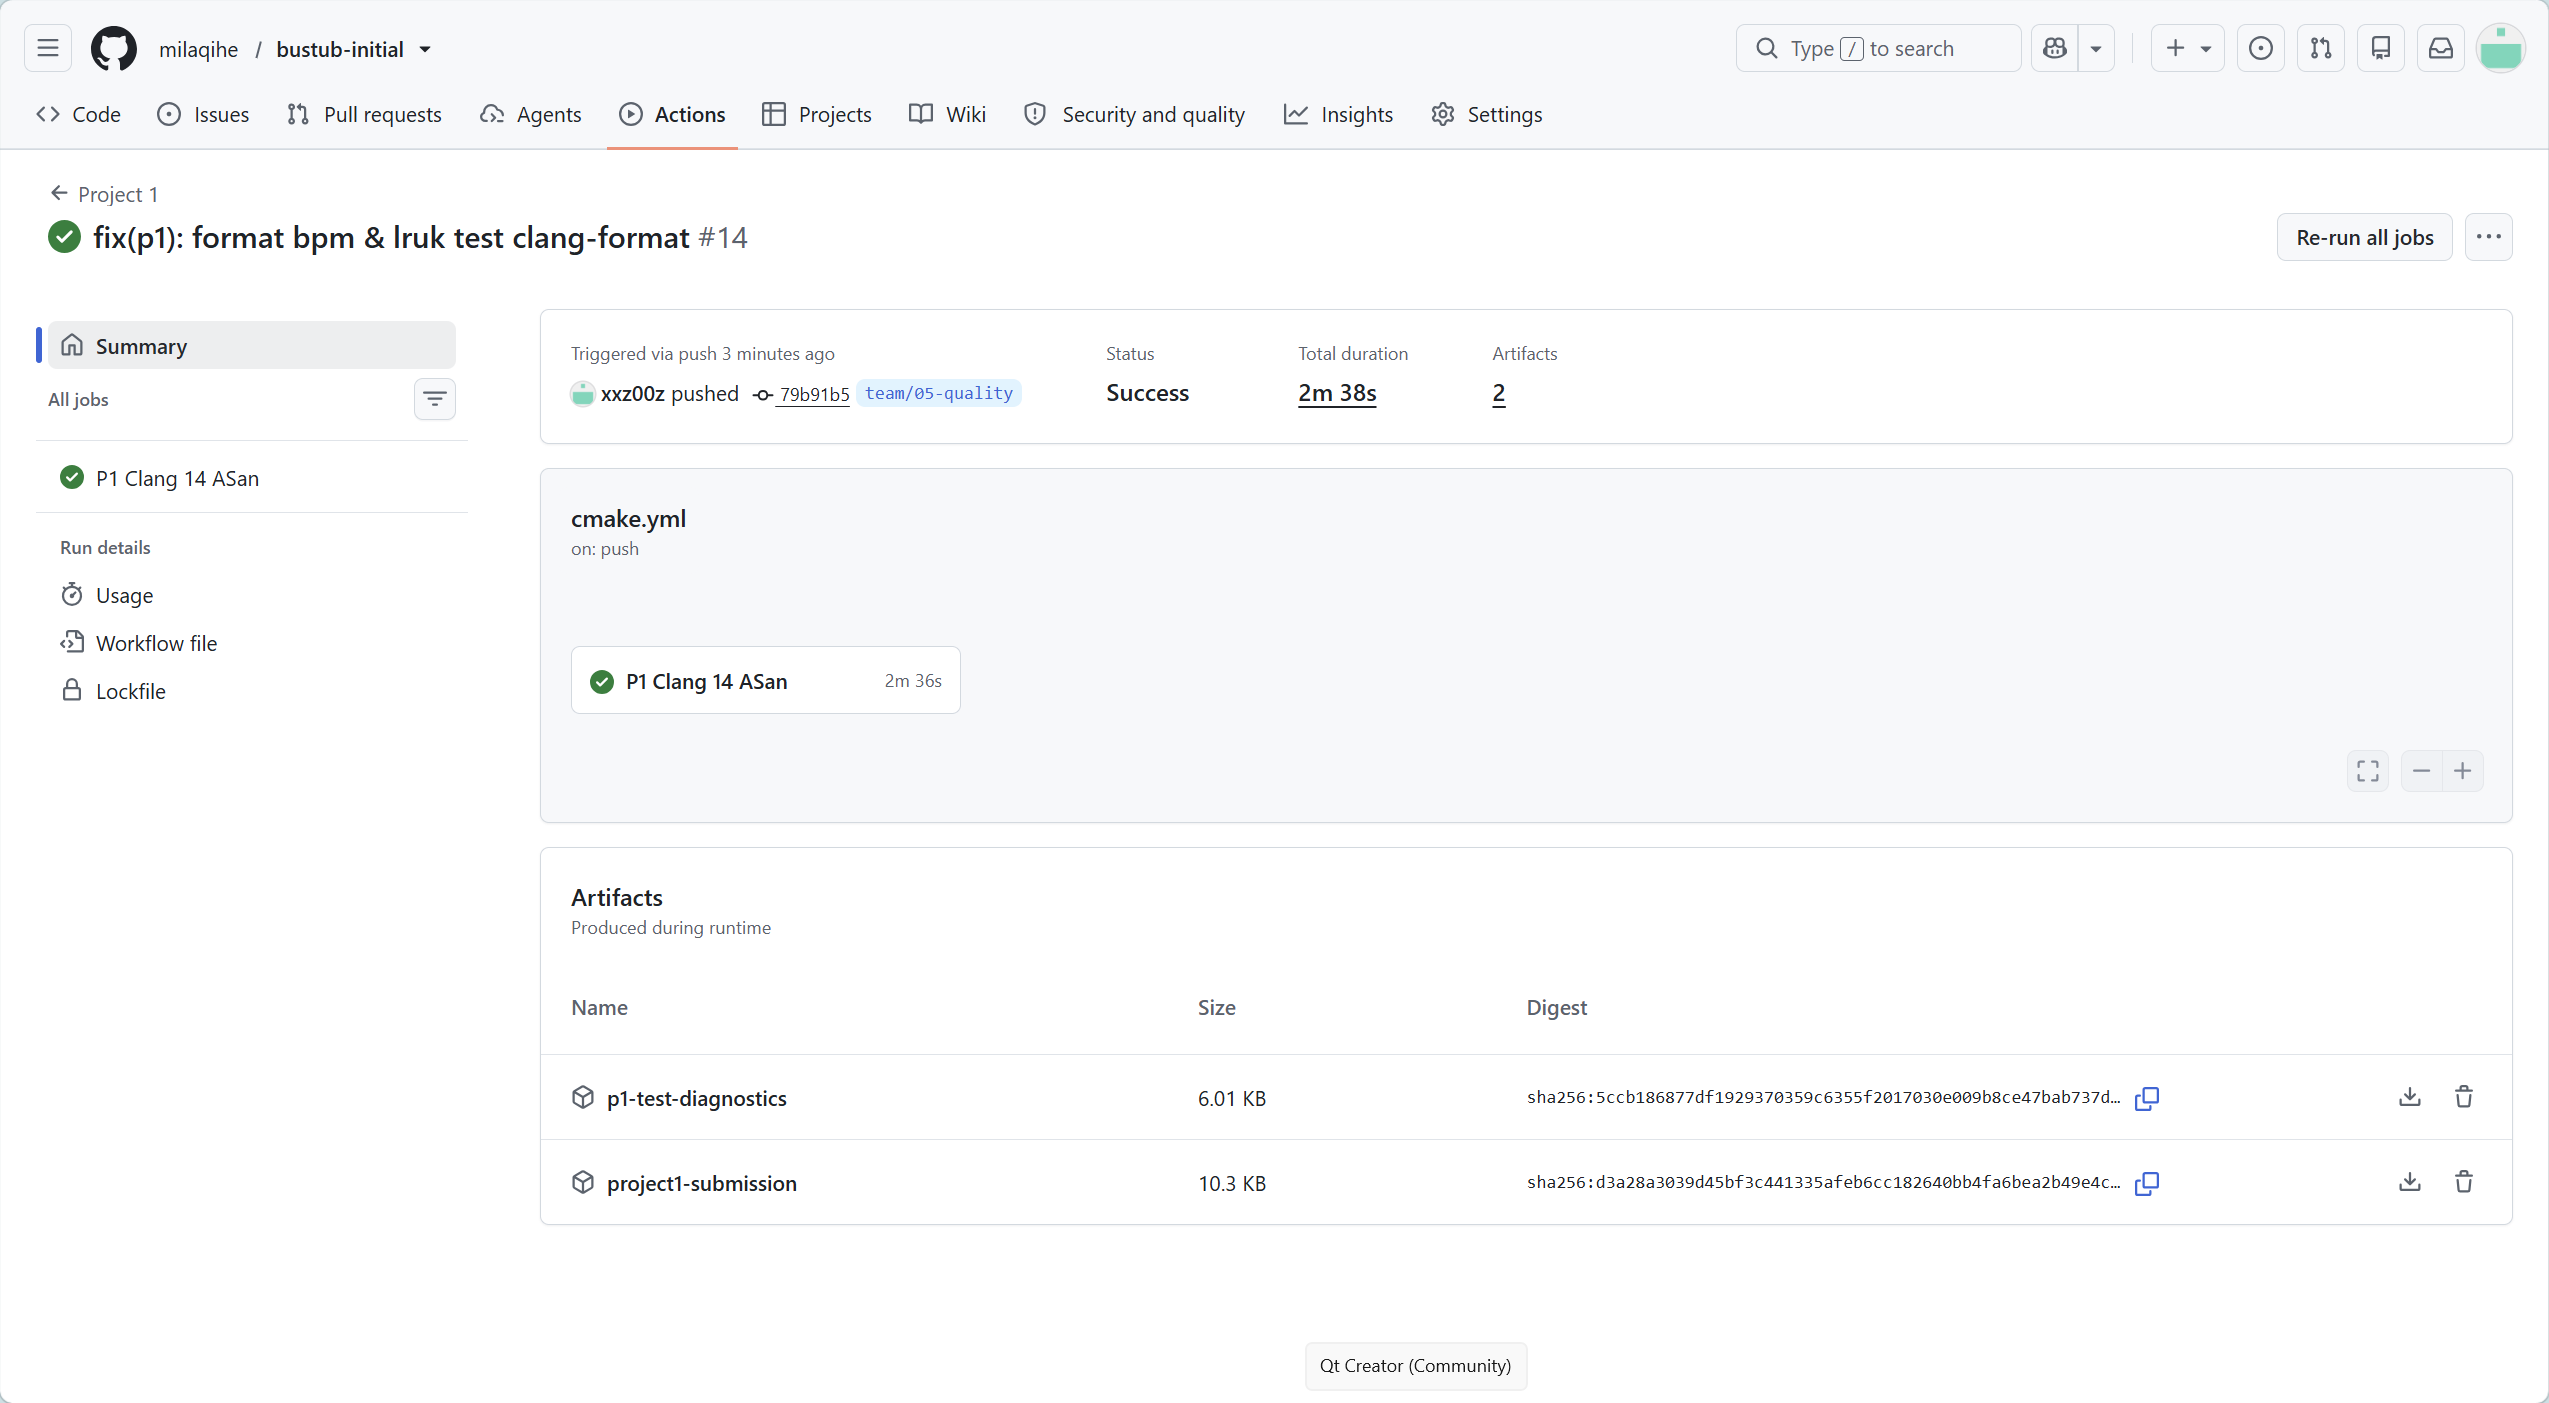 milaqihe / bustub-initial
Type / to search
Code Issues Pull requests Agents Actions Projects Wiki Security and quality Insights Settings
Project 1
fix(p1): format bpm & lruk test clang-format #14
Re-run all jobs
Summary
All jobs
P1 Clang 14 ASan
Run details
Usage
Workflow file
Lockfile
Triggered via push 3 minutes ago
xxz00z pushed 79b91b5 team/05-quality
Status
Success
Total duration
2m 38s
Artifacts
2
cmake.yml
on: push
P1 Clang 14 ASan 2m 36s
Artifacts
Produced during runtime
Name Size Digest
p1-test-diagnostics 6.01 KB sha256:5ccb186877df1929370359c6355f2017030e009b8ce47bab737d…
project1-submission 10.3 KB sha256:d3a28a3039d45bf3c441335afeb6cc182640bb4fa6bea2b49e4c…
Qt Creator (Community)